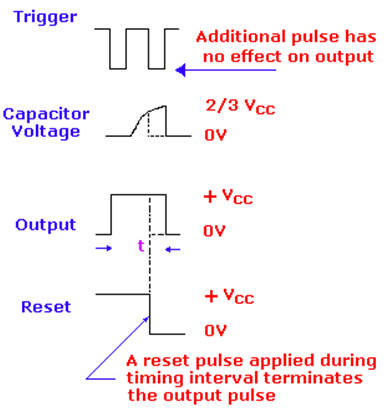 Trigger
Additional pulse has
no effect on output
Capacitor
Voltage
2/3 VCC
0V
+ VCC
Output
0V
t
Reset
+ VCC
0V
A reset pulse applied during
timing interval terminates
the output pulse